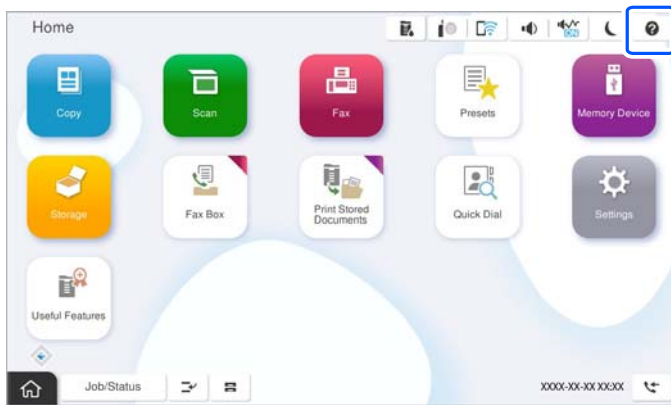 Home
ON
?
Copy
Scan
Fax
Presets
Memory Device
Storage
Fax Box
Print Stored
Documents
Quick Dial
Settings
Useful Features
Job/Status
XXXX-XX-XX XX:XX